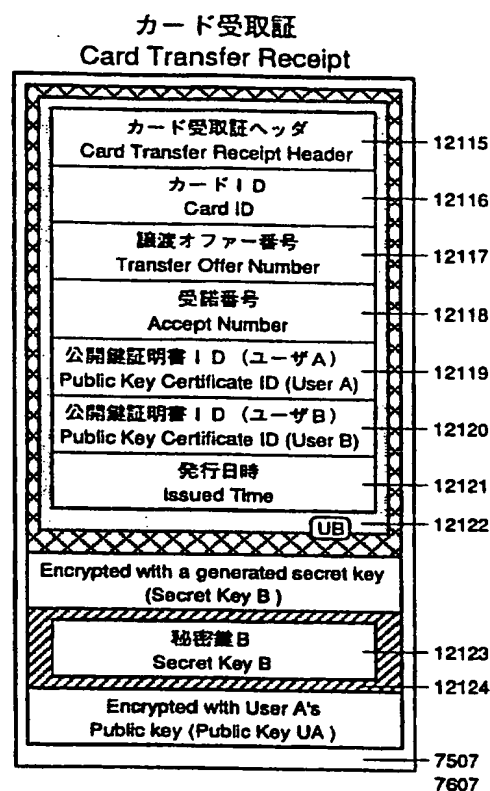 カード受取証
Card Transfer Receipt
カード受取証ヘッダ
Card Transfer Receipt Header
12115
カードID
Card ID
12116
譲渡オファー番号
Transfer Offer Number
12117
受諾番号
Accept Number
12118
公開鍵証明書ID（ユーザA）
Public Key Certificate ID (User A)
12119
公開鍵証明書ID（ユーザB）
Public Key Certificate ID (User B)
12120
発行日時
Issued Time
12121
UB
12122
Encrypted with a generated secret key
(Secret Key B )
秘密鍵B
Secret Key B
12123
12124
Encrypted with User A's
Public key (Public Key UA )
7507
7607